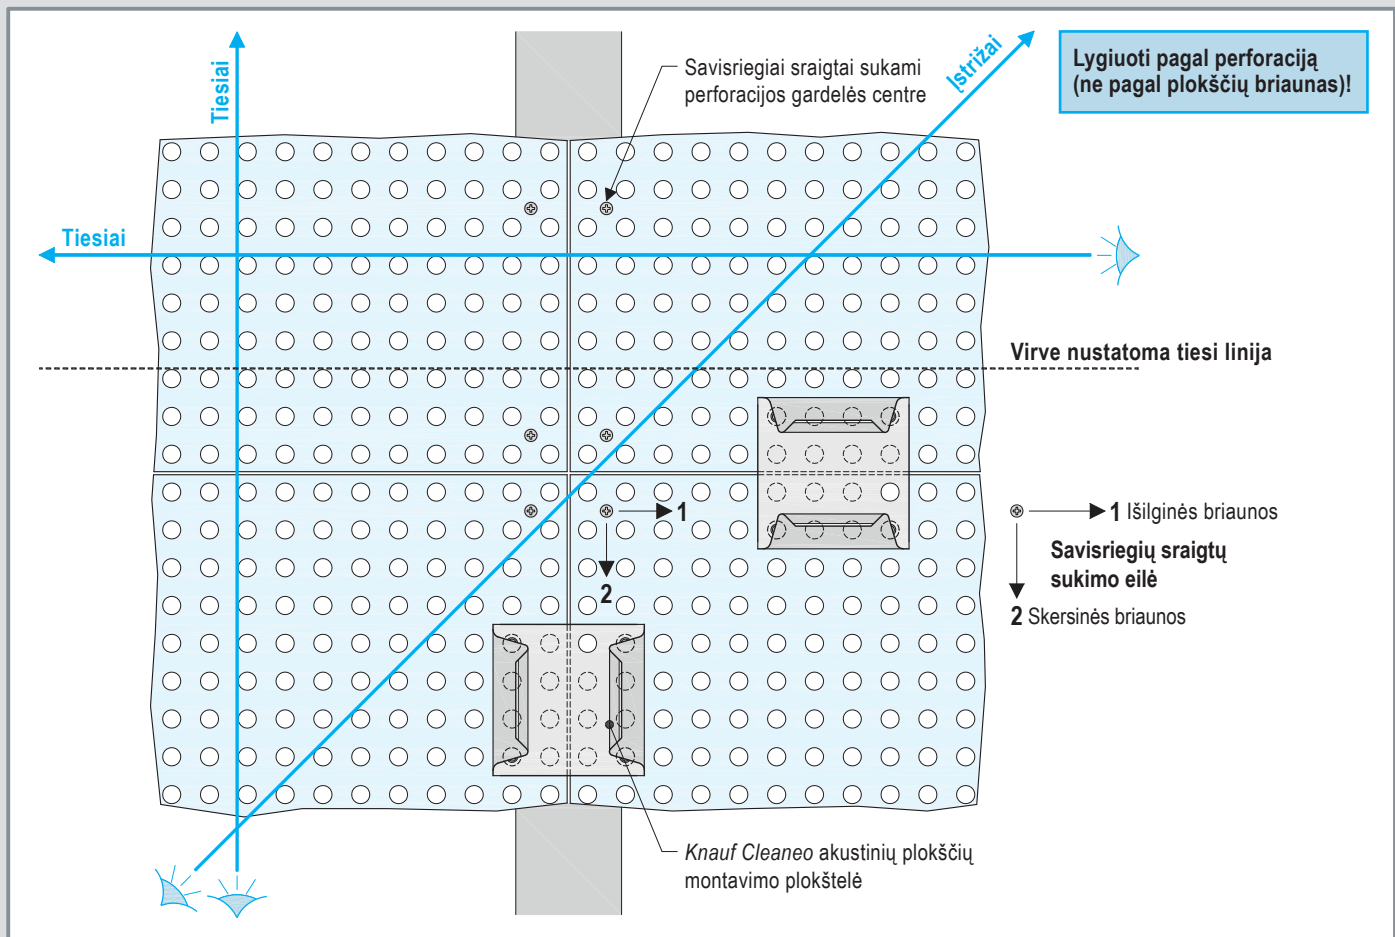 Tiesiai
Savisriegiai sraigtai sukami
perforacijos gardelės centre
Įstrižai
Lygiuoti pagal perforaciją
(ne pagal plokščių briaunas)!
Tiesiai
Virve nustatoma tiesi linija
1
2
1 Išilginės briaunos
Savisriegių sraigtų
sukimo eilė
2 Skersinės briaunos
Knauf Cleaneo akustinių plokščių
montavimo plokštelė